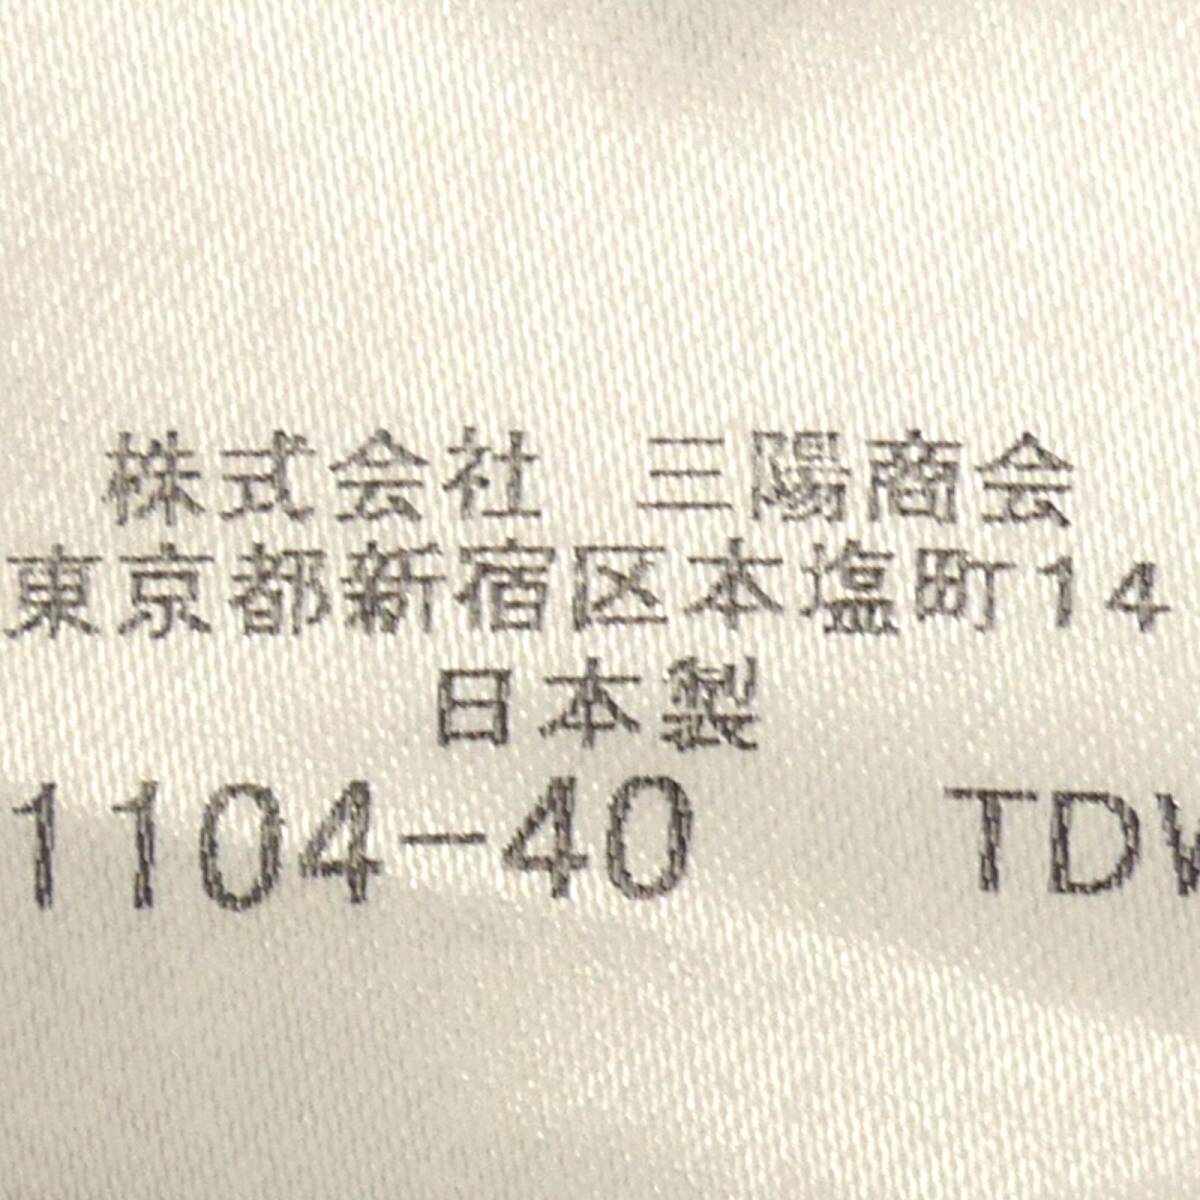 株式会社 三陽商会
東京都新宿区本塩町14
日本製
1104-40 TDV